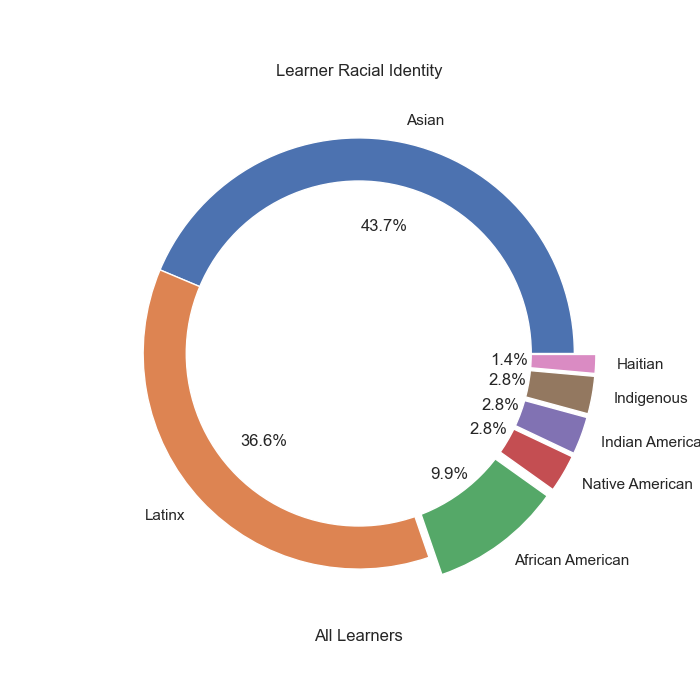 Learner Racial Identity
Asian
43.7%
1.4%
Haitian
2.8%
Indigenous
2.8%
Indian America
2.8%
Native American
36.6%
9.9%
Latinx
African American
All Learners